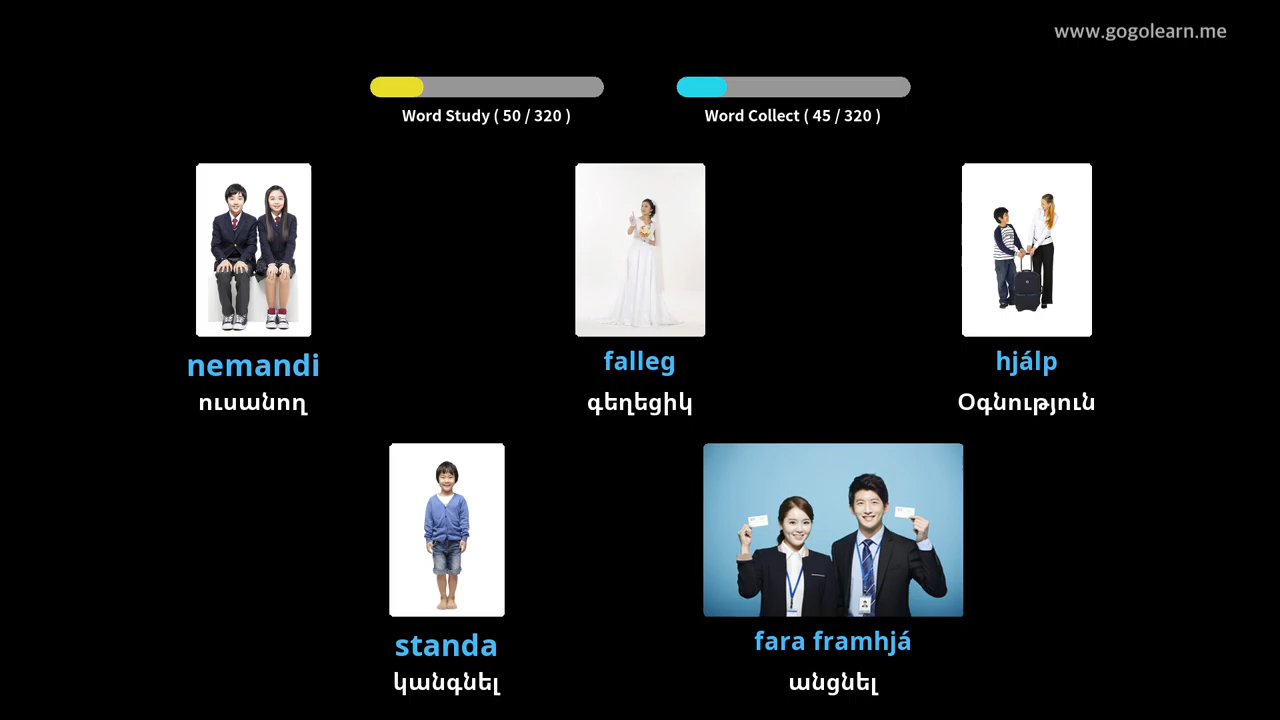 www.gogolearn.me
Word Study ( 50 / 320 )
Word Collect ( 45 / 320 )
nemandi
ուսանող
falleg
գեղեցիկ
hjálp
Օգնություն
standa
կանգնել
fara framhjá
անցնել